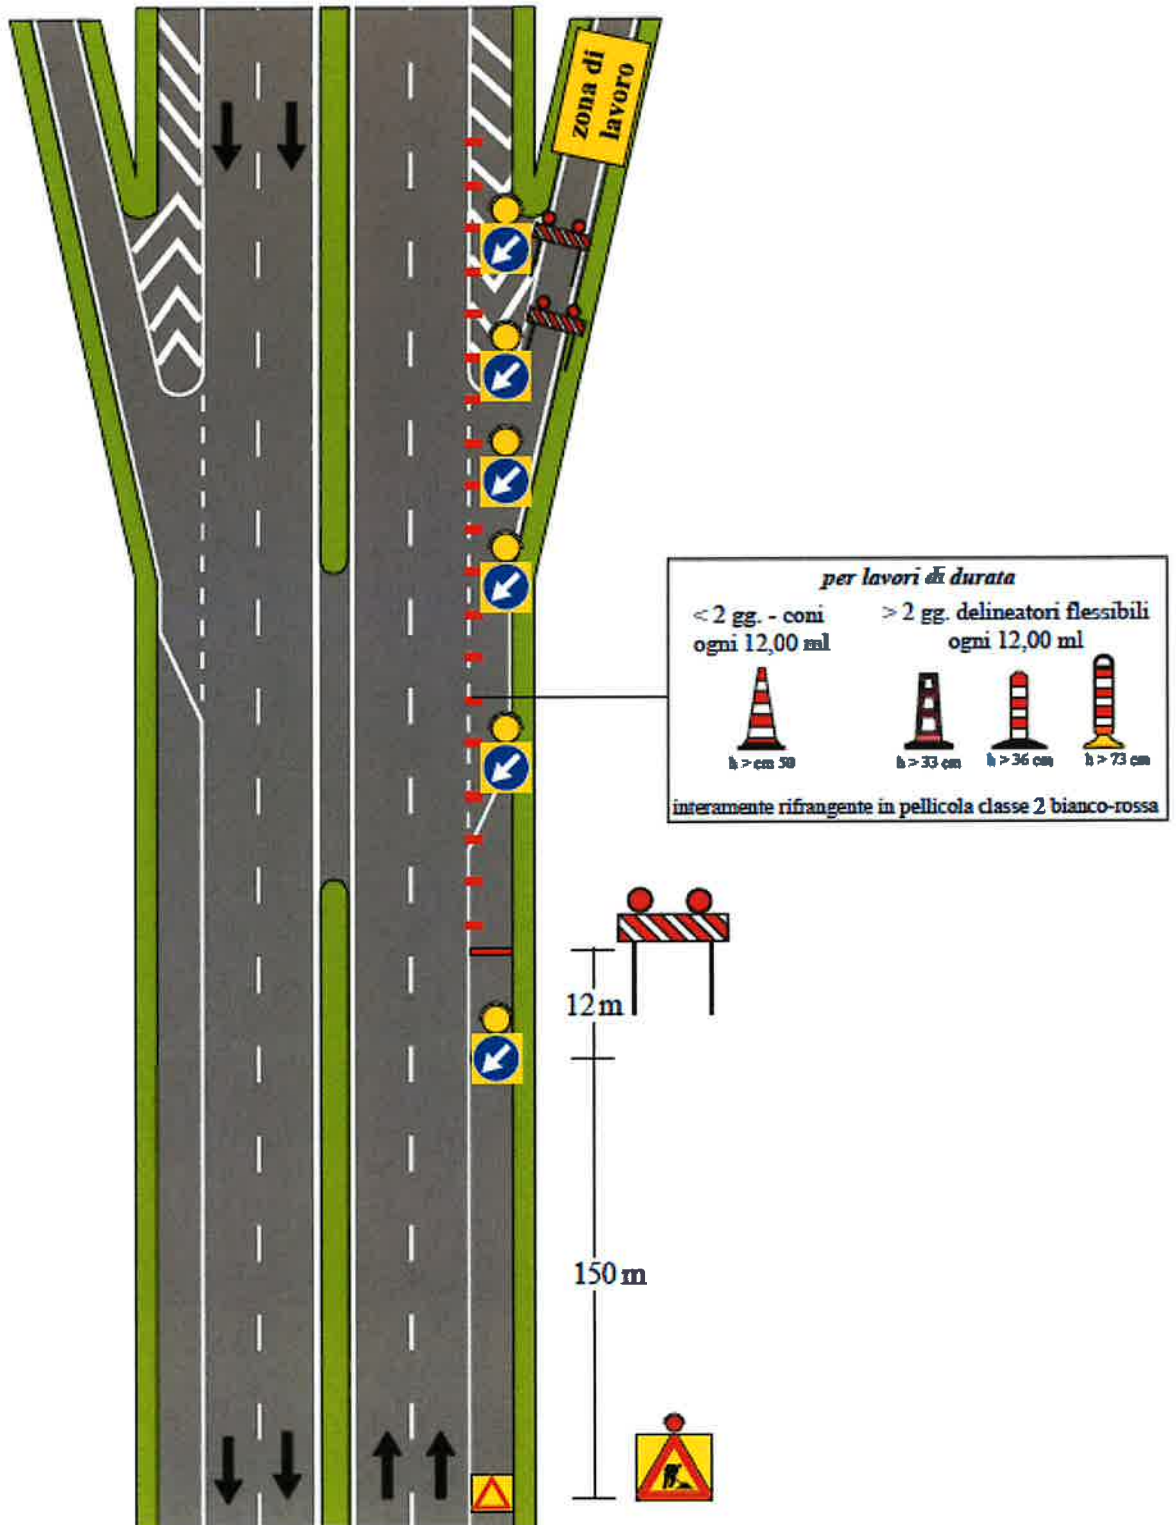 zona di
lavoro
per lavori di durata
< 2 gg. - coni
ogni 12,00 ml
> 2 gg. delineatori flessibili
ogni 12,00 ml
h > cm 50
h > 33 cm
h > 36 cm
h > 73 cm
interamente rifrangente in pellicola classe 2 bianco-rossa
12 m
150 m